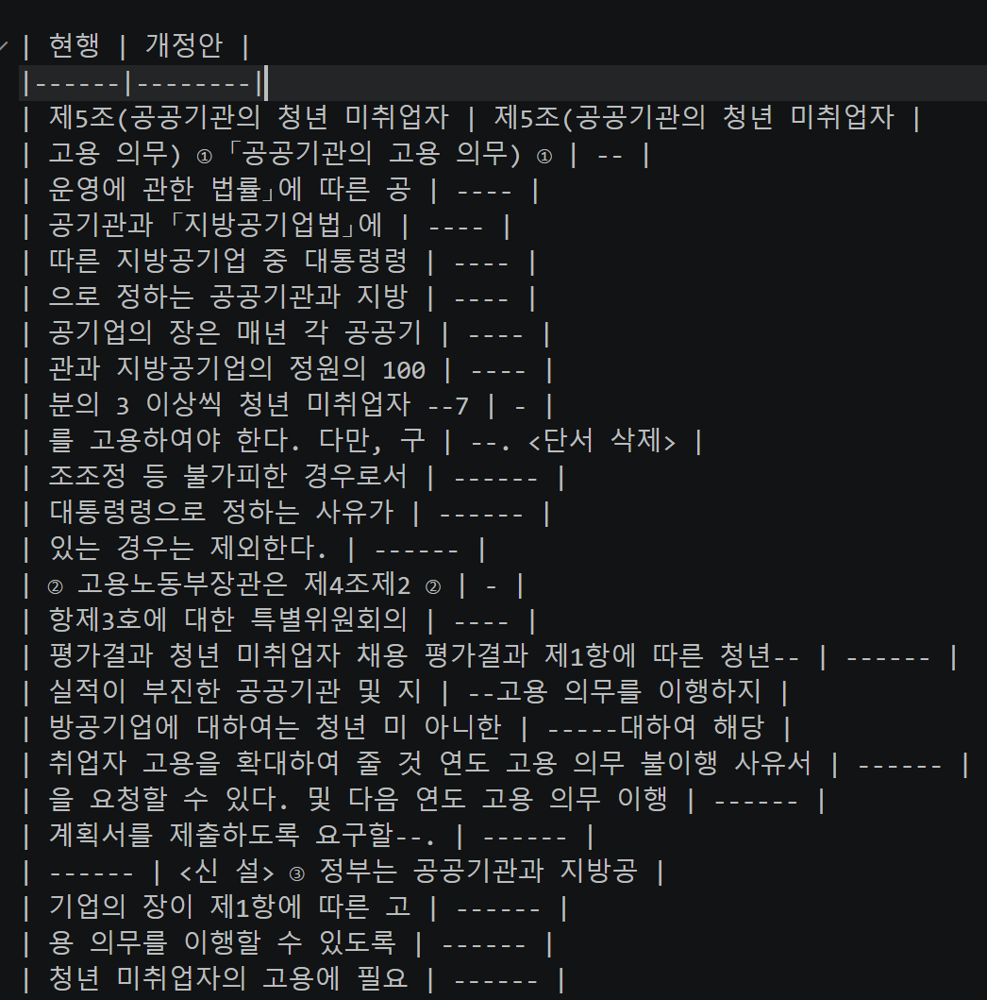 | 현행 | 개정안 |
|------|--------|
| 제5조(공공기관의 청년 미취업자 | 제5조(공공기관의 청년 미취업자 |
| 고용 의무) ① 「공공기관의 고용 의무) ① | -- |
| 운영에 관한 법률」에 따른 공 | ---- |
| 공기관과 「지방공기업법」에 | ---- |
| 따른 지방공기업 중 대통령령 | ---- |
| 으로 정하는 공공기관과 지방 | ---- |
| 공기업의 장은 매년 각 공공기 | ---- |
| 관과 지방공기업의 정원의 100 | ---- |
| 분의 3 이상씩 청년 미취업자 --7 | - |
| 를 고용하여야 한다. 다만, 구 | --. <단서 삭제> |
| 조조정 등 불가피한 경우로서 | ------ |
| 대통령령으로 정하는 사유가 | ------ |
| 있는 경우는 제외한다. | ------ |
| ② 고용노동부장관은 제4조제2 ② | - |
| 항제3호에 대한 특별위원회의 | ---- |
| 평가결과 청년 미취업자 채용 평가결과 제1항에 따른 청년-- | ------ |
| 실적이 부진한 공공기관 및 지 | --고용 의무를 이행하지 |
| 방공기업에 대하여는 청년 미 아니한 | -----대하여 해당 |
| 취업자 고용을 확대하여 줄 것 연도 고용 의무 불이행 사유서 | ------ |
| 을 요청할 수 있다. 및 다음 연도 고용 의무 이행 | ------ |
| 계획서를 제출하도록 요구할--. | ------ |
| ------ | <신 설> ③ 정부는 공공기관과 지방공 |
| 기업의 장이 제1항에 따른 고 | ------ |
| 용 의무를 이행할 수 있도록 | ------ |
| 청년 미취업자의 고용에 필요 | ------ |